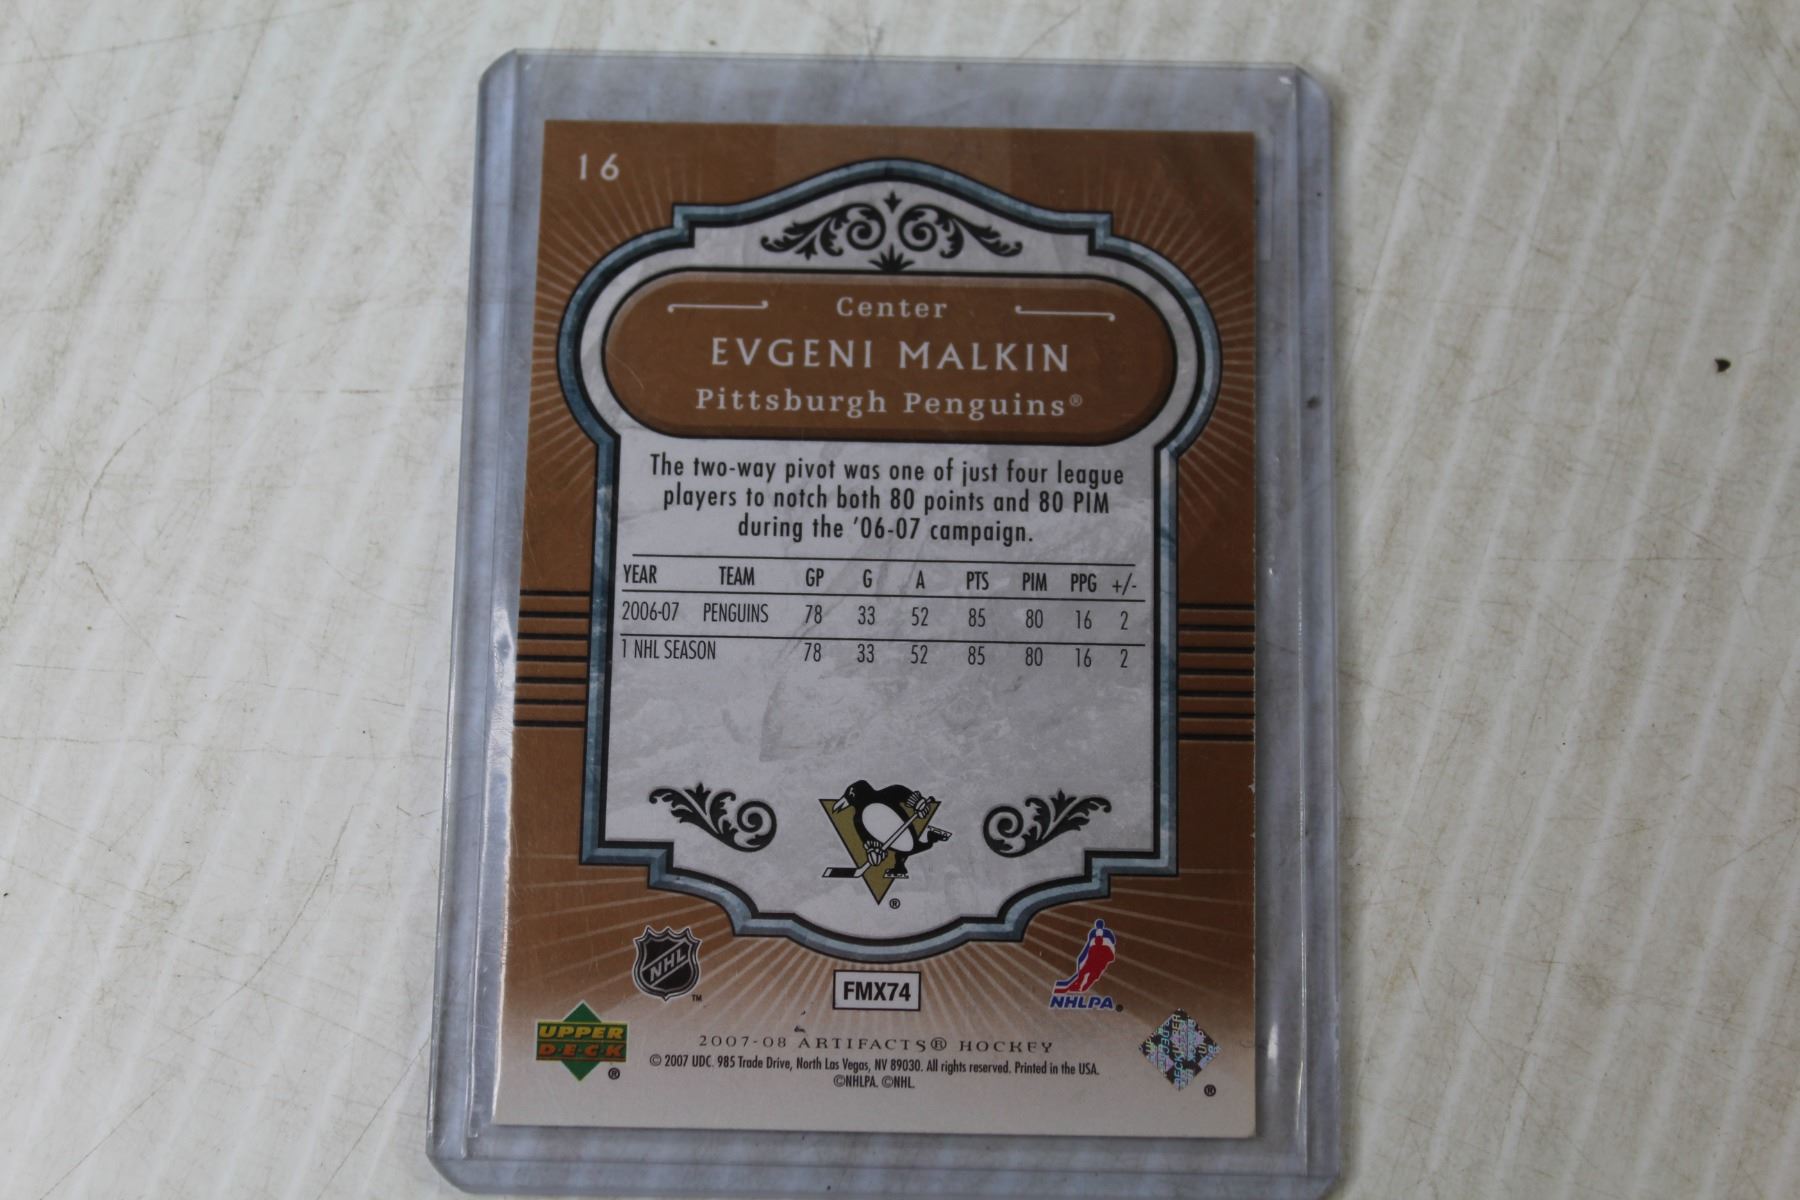 16
Center
EVGENI MALKIN
Pittsburgh Penguins®
The two-way pivot was one of just four league
players to notch both 80 points and 80 PIM
during the '06-07 campaign.
YEAR TEAM GP G A PTS PIM PPG +/-
2006-07 PENGUINS 78 33 52 85 80 16 2
1 NHL SEASON 78 33 52 85 80 16 2
®
NHL
TM
FMX74
NHLPA®
UPPER
DECK
®
2007-08 ARTIFACTS® HOCKEY
© 2007 UDC. 985 Trade Drive, North Las Vegas, NV 89030. All rights reserved. Printed in the USA.
©NHLPA. ©NHL.
®